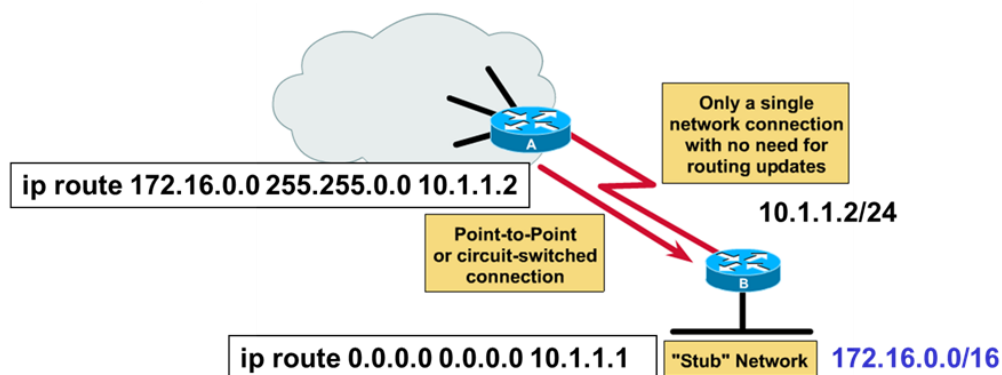 Only a single
network connection
with no need for
routing updates
A
ip route 172.16.0.0 255.255.0.0 10.1.1.2
10.1.1.2/24
Point-to-Point
or circuit-switched
connection
B
ip route 0.0.0.0 0.0.0.0 10.1.1.1
"Stub" Network
172.16.0.0/16